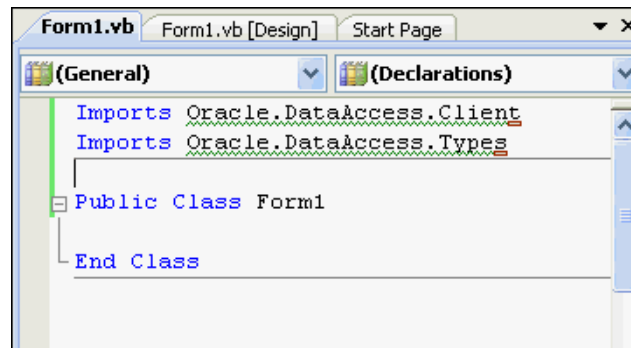 Form1.vb Form1.vb [Design] Start Page
(General) (Declarations)
Imports Oracle.DataAccess.Client
Imports Oracle.DataAccess.Types
Public Class Form1
End Class